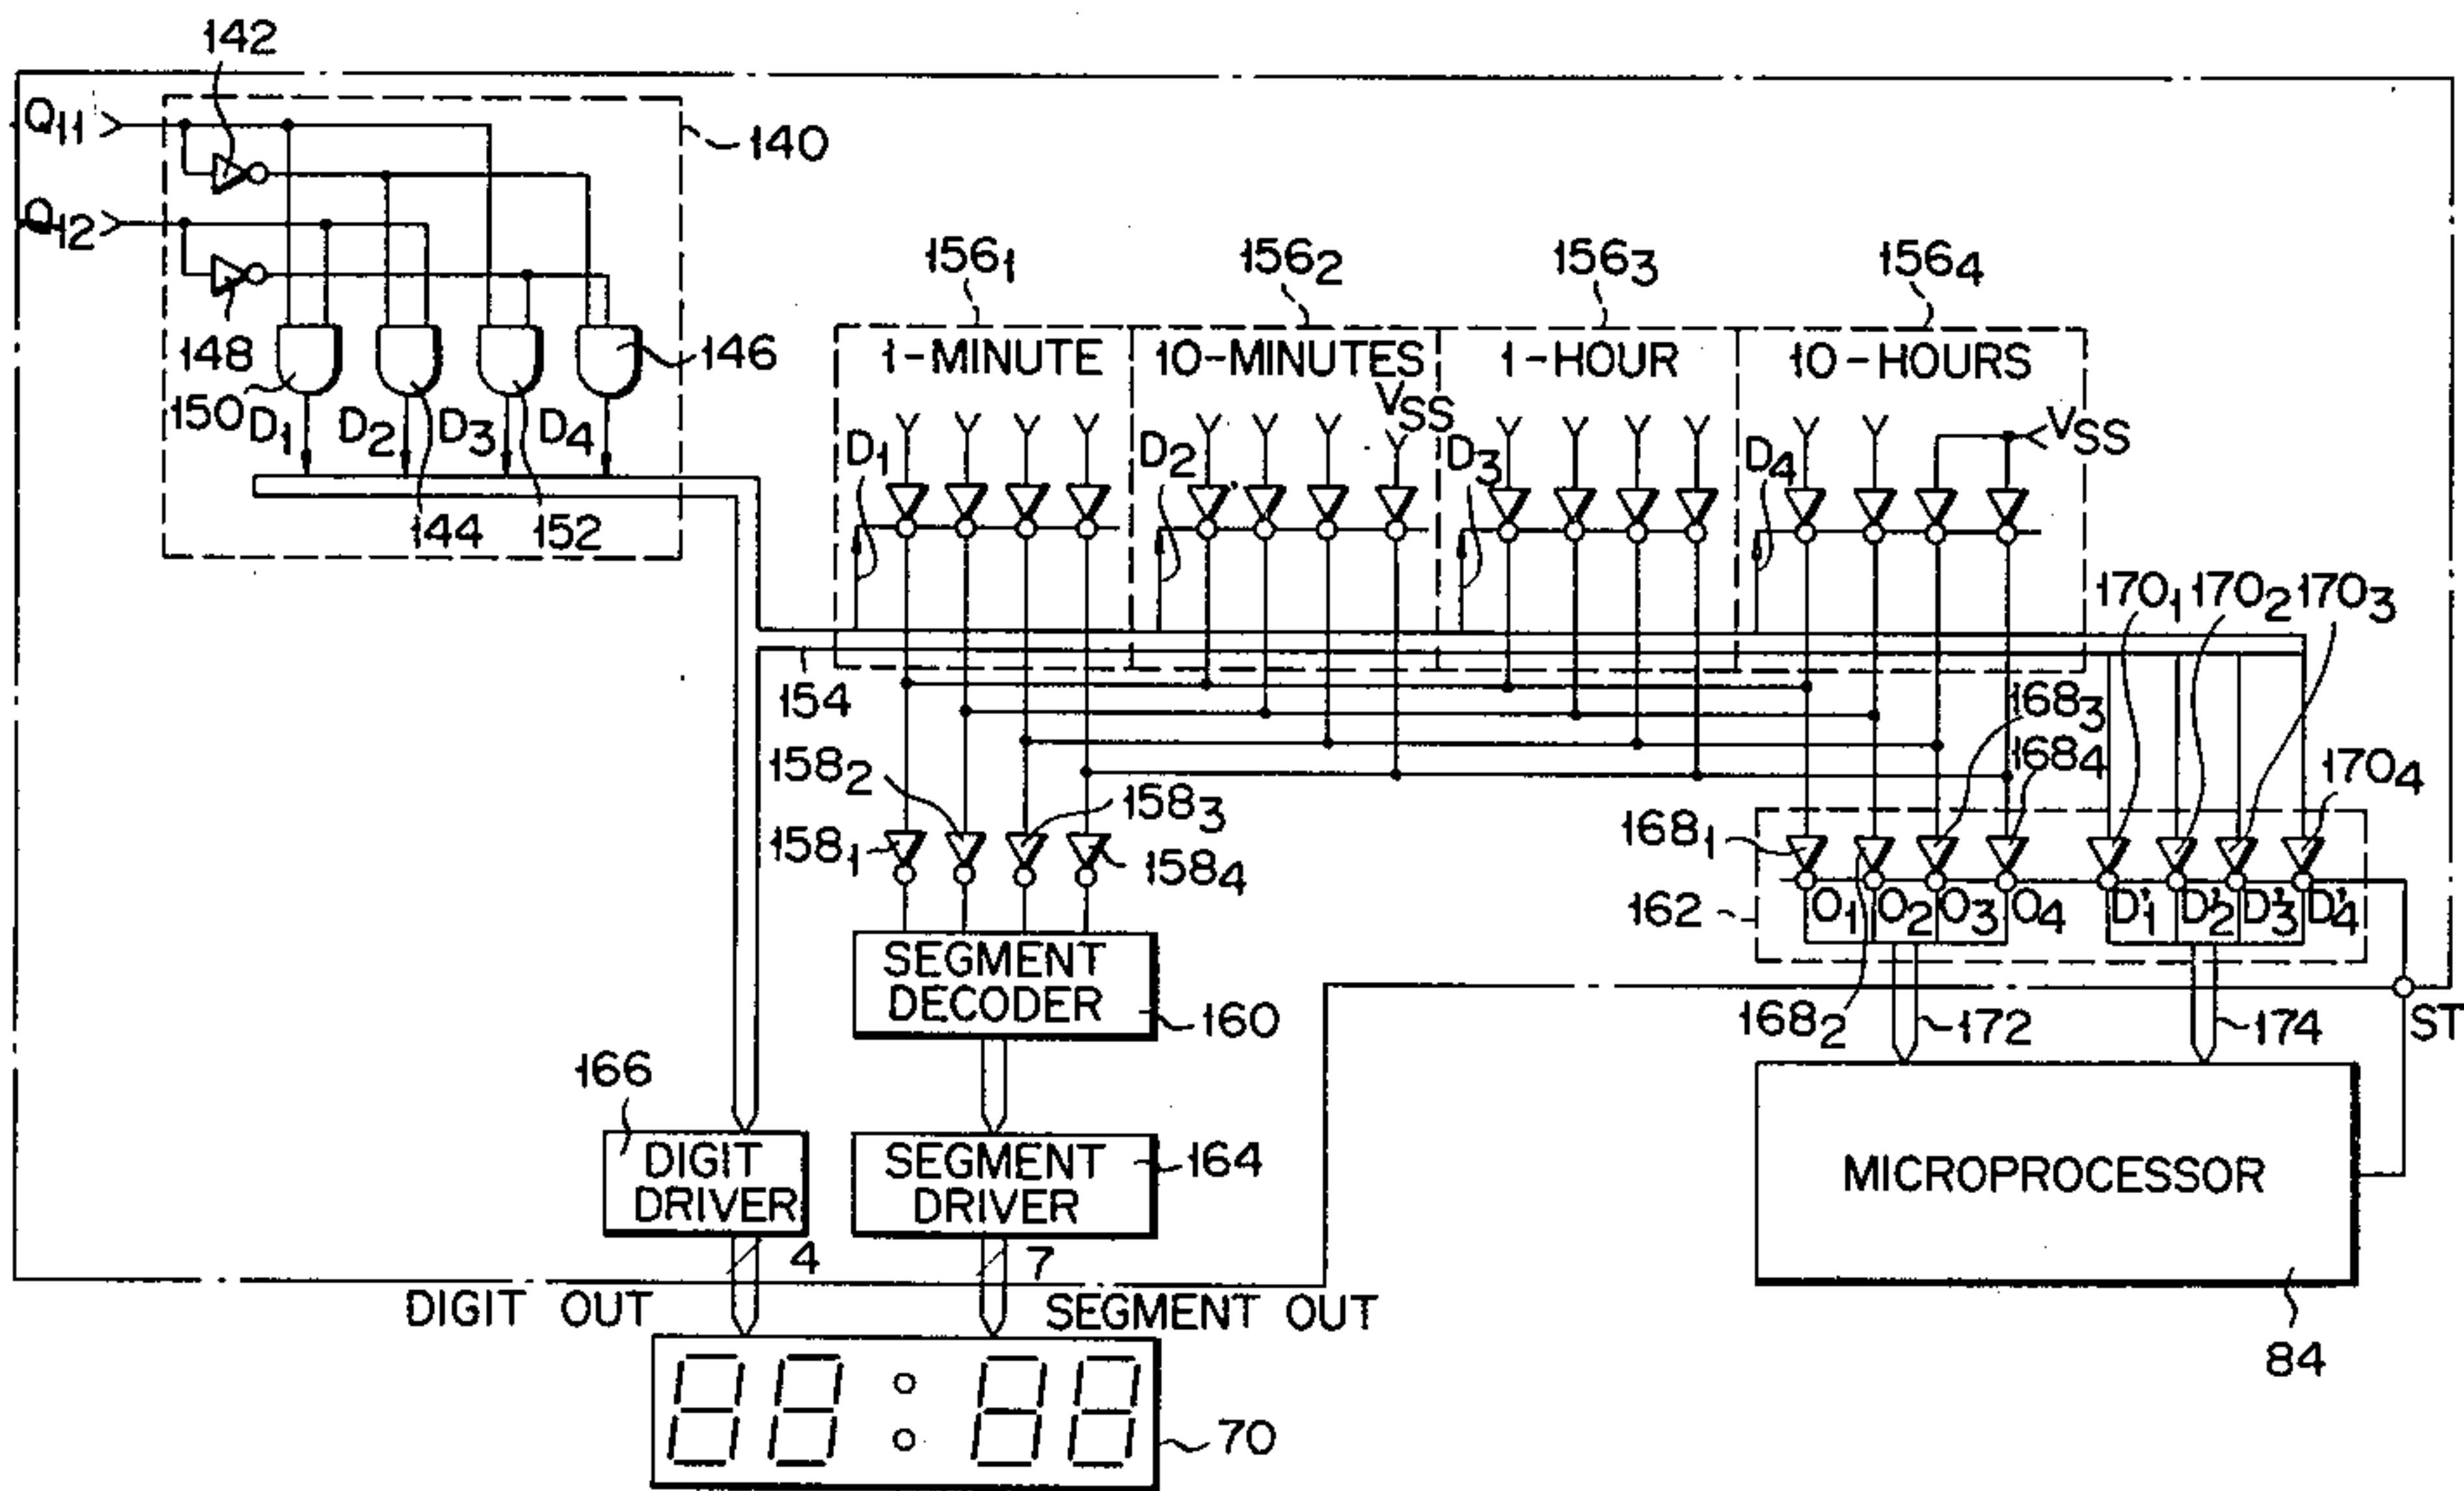 142
Q11
140
Q12
148
146
150
D1 D2 D3 D4
144 152
1561 1562 1563 1564
1-MINUTE 10-MINUTES 1-HOUR 10-HOURS
VSS
VSS
D1 D2 D3 D4
154
1701 1702 1703
1683
1684
1704
1582
1583
1581
1584
1681
162
O1 O2 O3 O4 D'1 D'2 D'3 D'4
SEGMENT
DECODER
160
1682
172
174
ST
166
DIGIT
DRIVER
SEGMENT
DRIVER
164
MICROPROCESSOR
4
7
DIGIT OUT
SEGMENT OUT
84
88:88
70